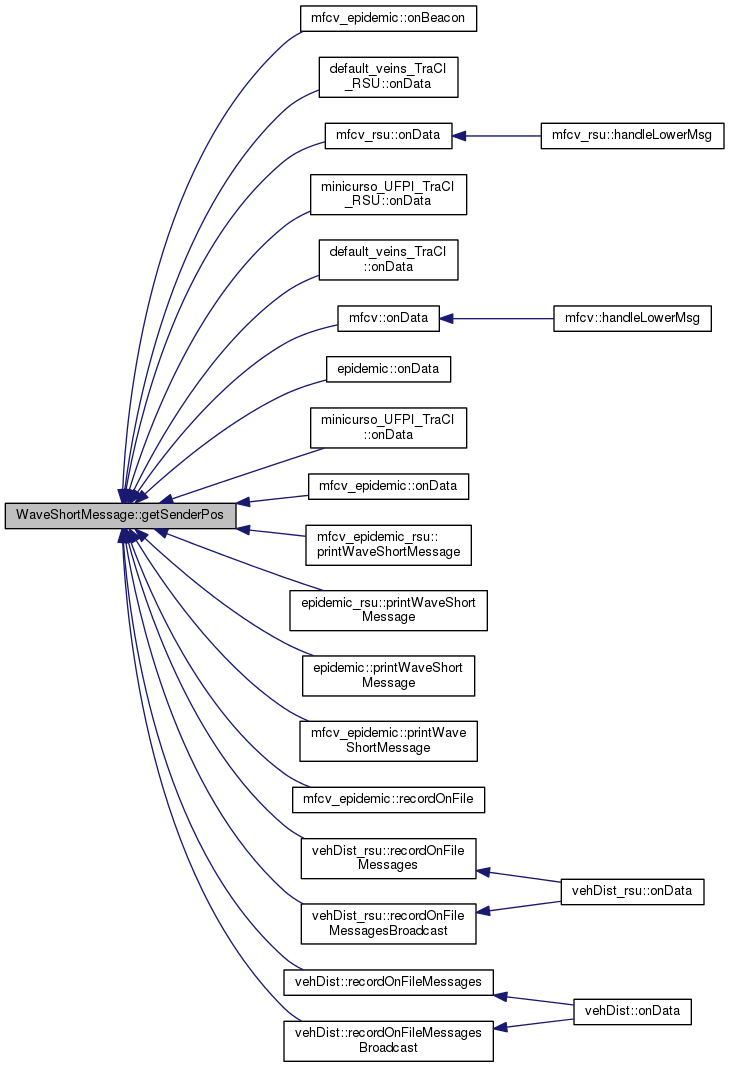 mfcv_epidemic::onBeacon
default_veins_TraCI
_RSU::onData
mfcv_rsu::onData
mfcv_rsu::handleLowerMsg
minicurso_UFPI_TraCI
_RSU::onData
default_veins_TraCI
::onData
mfcv::onData
mfcv::handleLowerMsg
epidemic::onData
minicurso_UFPI_TraCI
::onData
mfcv_epidemic::onData
WaveShortMessage::getSenderPos
mfcv_epidemic_rsu::
printWaveShortMessage
epidemic_rsu::printWaveShort
Message
epidemic::printWaveShort
Message
mfcv_epidemic::printWave
ShortMessage
mfcv_epidemic::recordOnFile
vehDist_rsu::recordOnFile
Messages
vehDist_rsu::onData
vehDist_rsu::recordOnFile
MessagesBroadcast
vehDist::recordOnFileMessages
vehDist::onData
vehDist::recordOnFileMessages
Broadcast